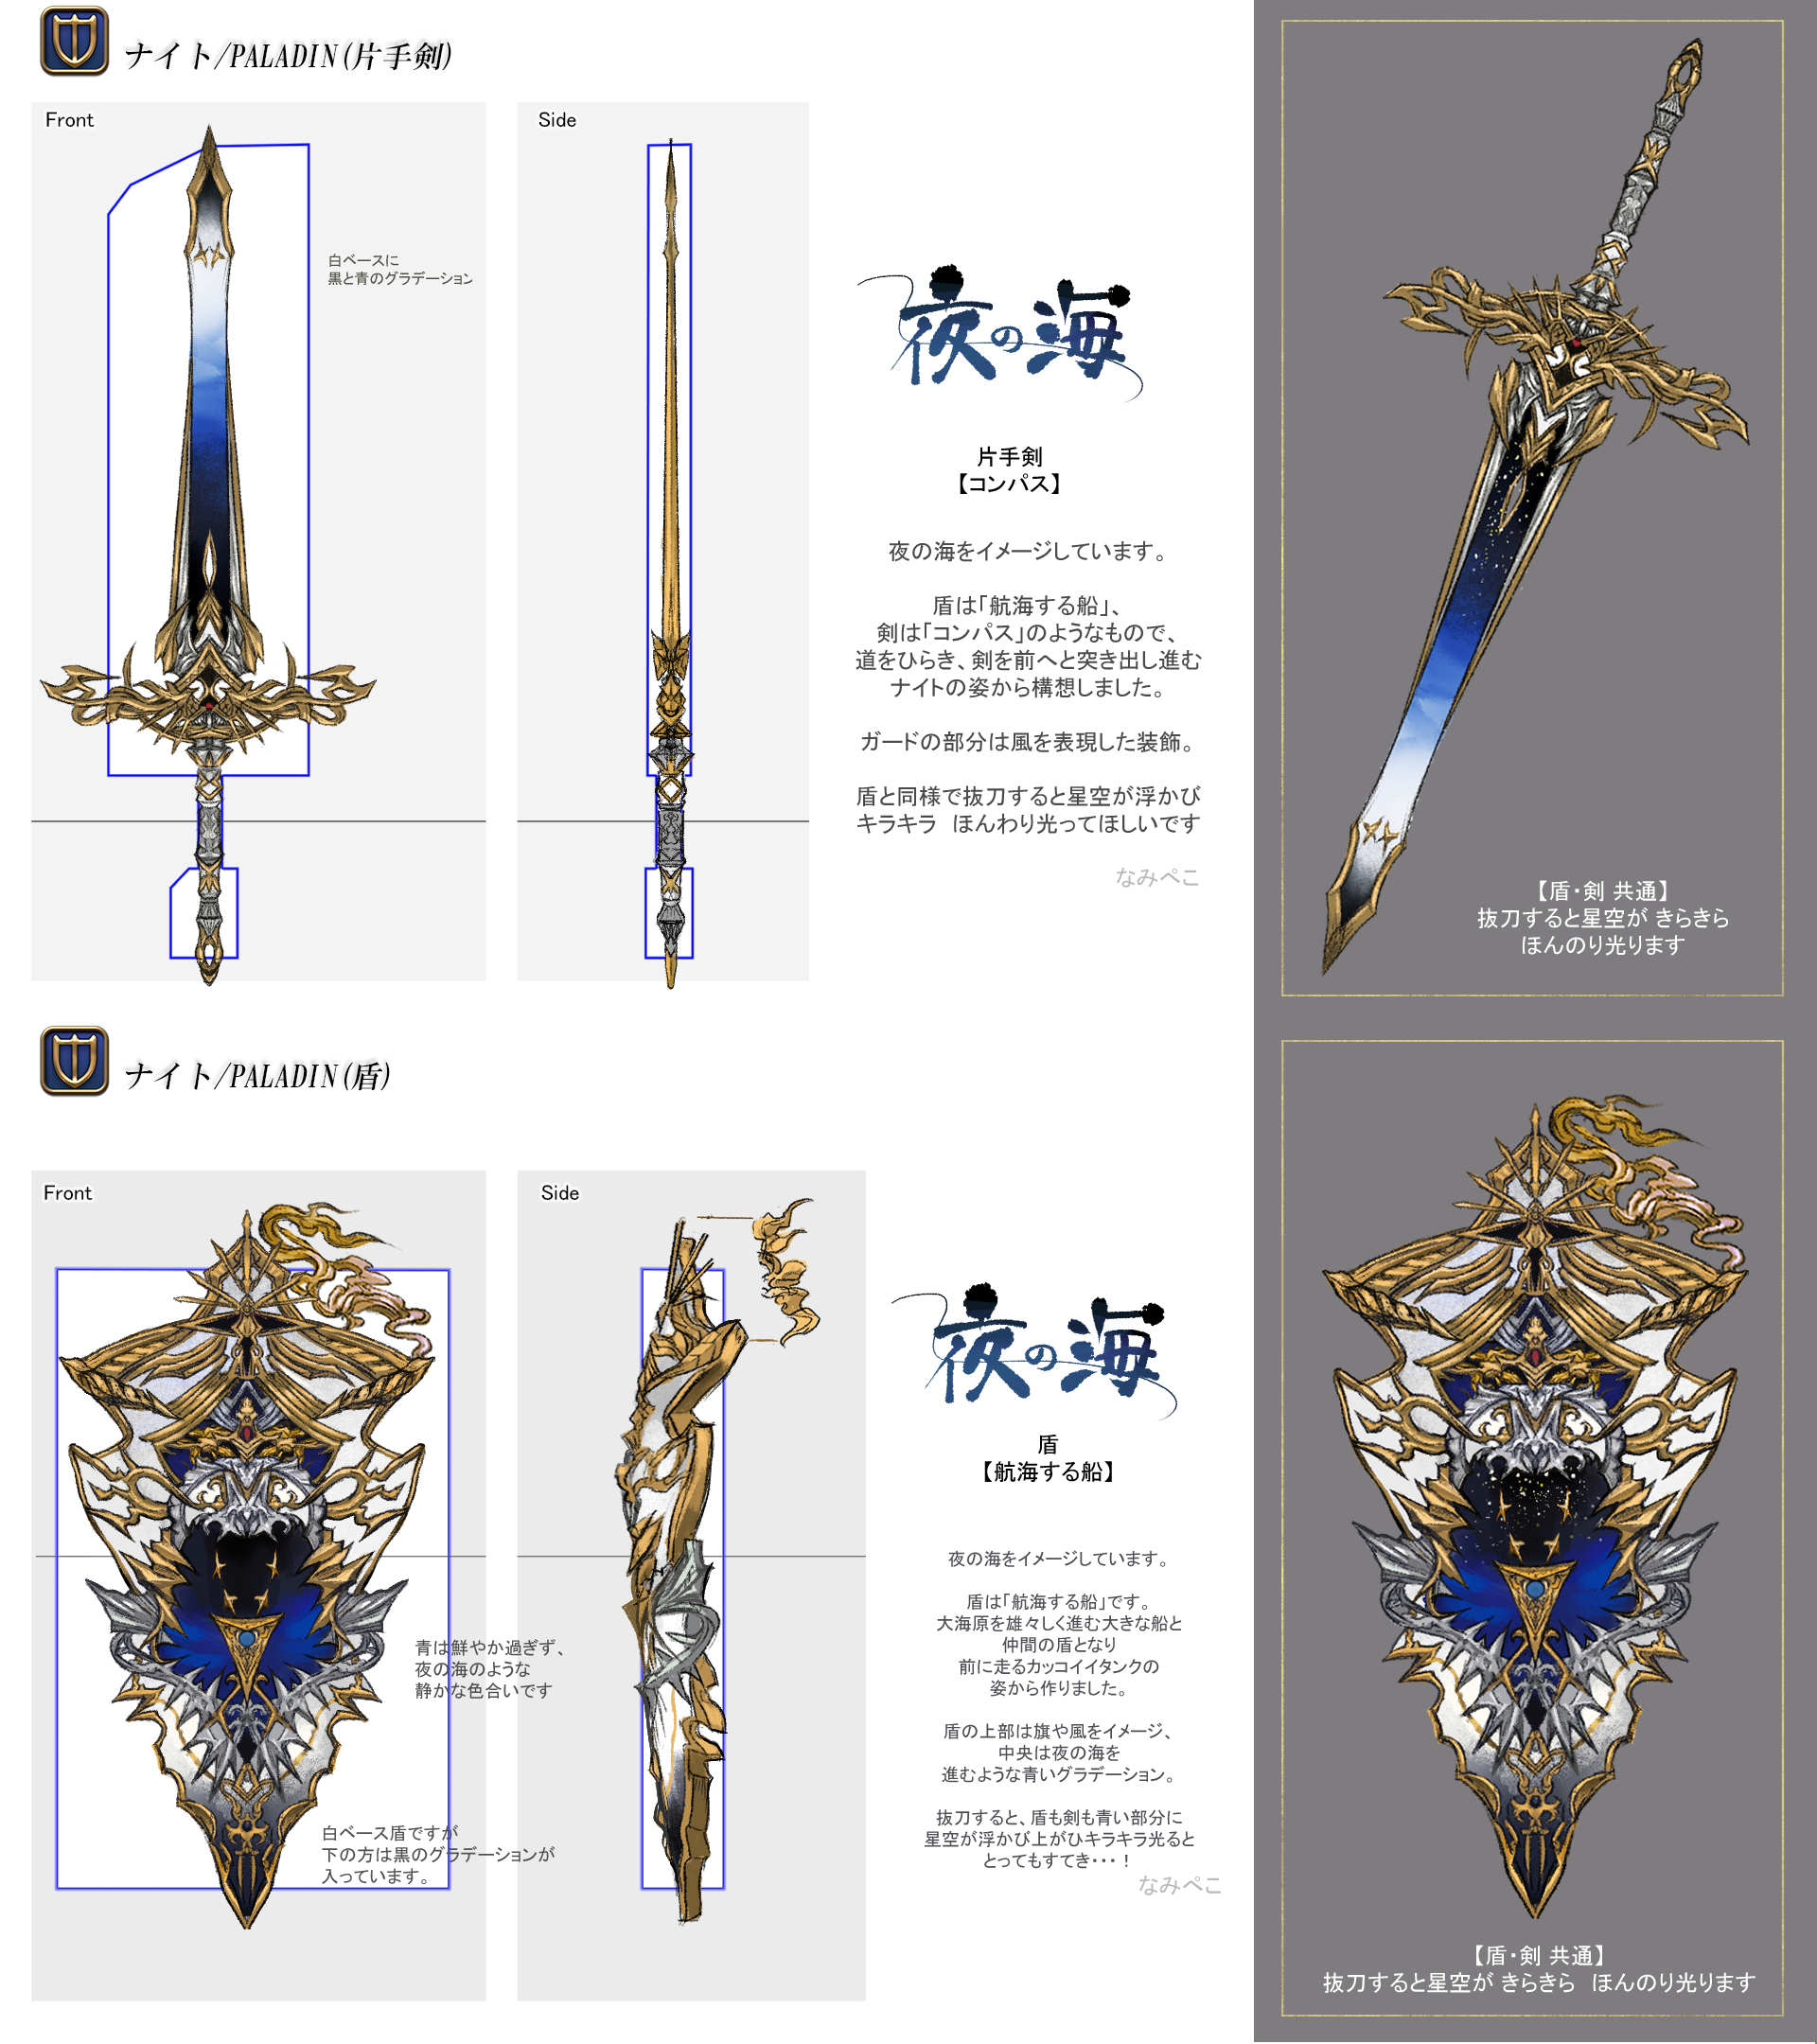 ナイト/PALADIN(片手剣)
Front
Side
白ベースに
黒と青のグラデーション
夜の海
片手剣
【コンパス】
夜の海をイメージしています。
盾は「航海する船」、
剣は「コンパス」のようなもので、
道をひらき、剣を前へと突き出し進む
ナイトの姿から構想しました。
ガードの部分は風を表現した装飾。
盾と同様で抜刀すると星空が浮かび
キラキラ ほんわり光ってほしいです
なみぺこ
【盾・剣 共通】
抜刀すると星空が きらきら
ほんのり光ります
ナイト/PALADIN(盾)
Front
Side
青は鮮やか過ぎず、
夜の海のような
静かな色合いです
白ベース盾ですが
下の方は黒のグラデーションが
入っています。
夜の海
盾
【航海する船】
夜の海をイメージしています。
盾は「航海する船」です。
大海原を雄々しく進む大きな船と
仲間の盾となり
前に走るカッコイイタンクの
姿から作りました。
盾の上部は旗や風をイメージ、
中央は夜の海を
進むような青いグラデーション。
抜刀すると、盾も剣も青い部分に
星空が浮かび上がひキラキラ光ると
とってもすてき・・・！
なみぺこ
【盾・剣 共通】
抜刀すると星空が きらきら ほんのり光ります